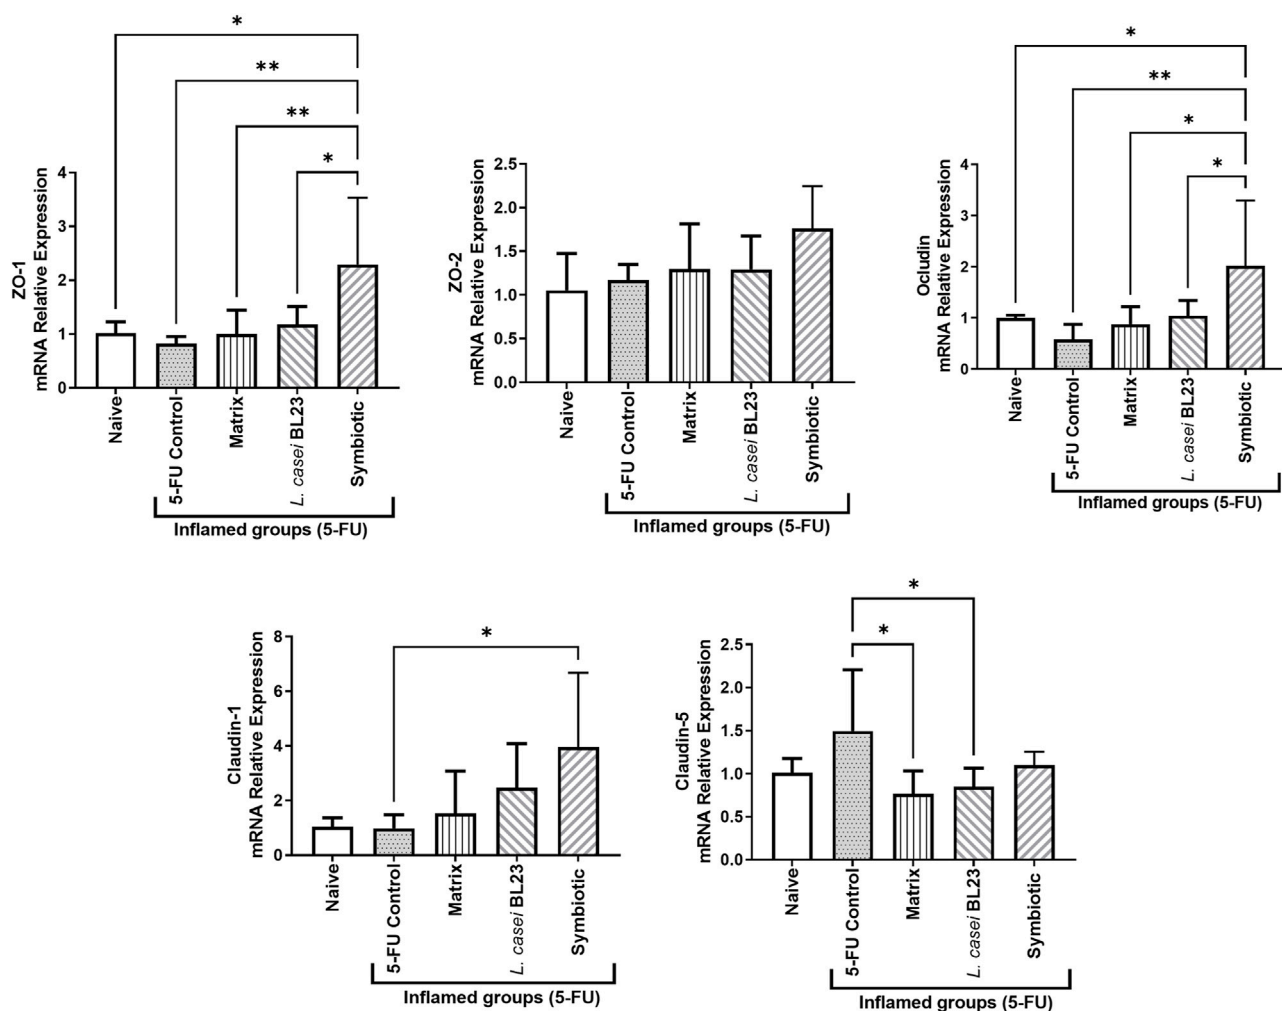 *
**
**
*
ZO-1
mRNA Relative Expression
4
3
2
1
0
Naive
5-FU Control
Matrix
L. casei BL23
Symbiotic
Inflamed groups (5-FU)
ZO-2
mRNA Relative Expression
2.5
2.0
1.5
1.0
0.5
0.0
Naive
5-FU Control
Matrix
L. casei BL23
Symbiotic
Inflamed groups (5-FU)
*
**
*
*
Ocludin
mRNA Relative Expression
4
3
2
1
0
Naive
5-FU Control
Matrix
L. casei BL23
Symbiotic
Inflamed groups (5-FU)
*
Claudin-1
mRNA Relative Expression
8
6
4
2
0
Naive
5-FU Control
Matrix
L. casei BL23
Symbiotic
Inflamed groups (5-FU)
*
*
Claudin-5
mRNA Relative Expression
2.5
2.0
1.5
1.0
0.5
0.0
Naive
5-FU Control
Matrix
L. casei BL23
Symbiotic
Inflamed groups (5-FU)